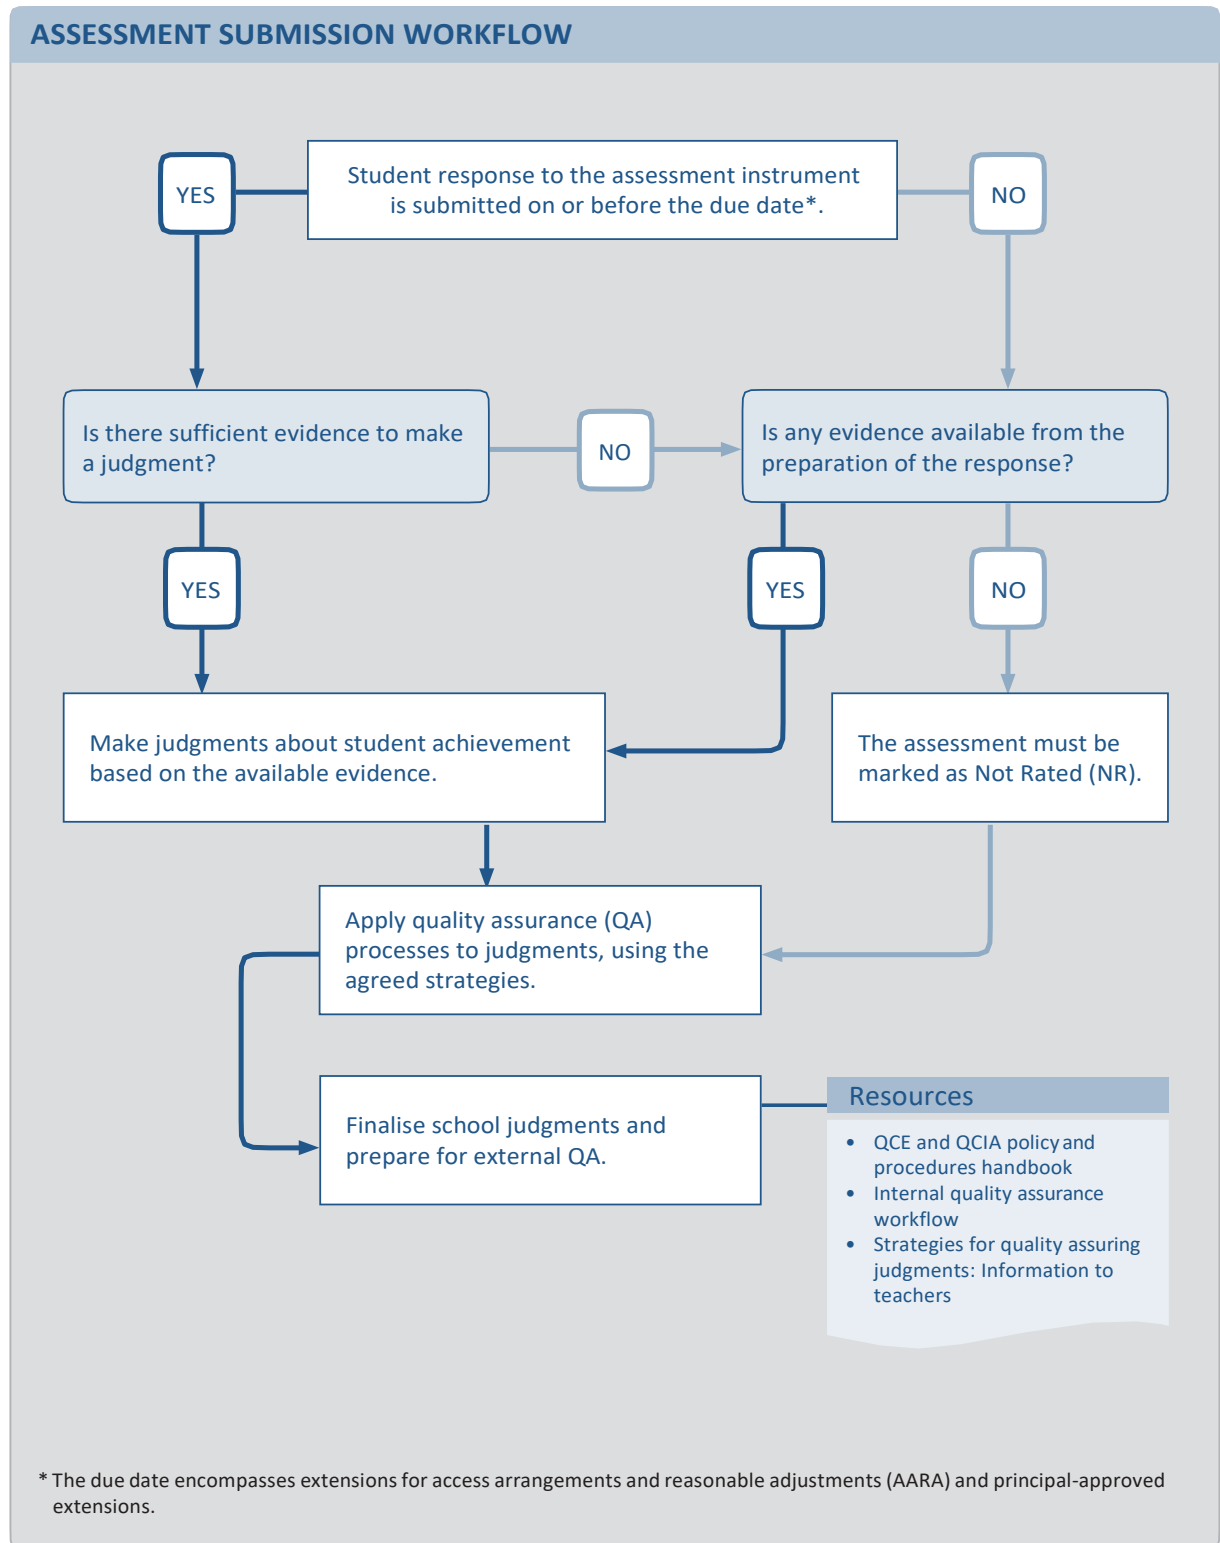 ASSESSMENT SUBMISSION WORKFLOW
YES
Student response to the assessment instrument
is submitted on or before the due date*.
NO
Is there sufficient evidence to make
a judgment?
NO
Is any evidence available from the
preparation of the response?
YES
YES
NO
Make judgments about student achievement
based on the available evidence.
The assessment must be
marked as Not Rated (NR).
Apply quality assurance (QA)
processes to judgments, using the
agreed strategies.
Finalise school judgments and
prepare for external QA.
Resources
• QCE and QCIA policy and
procedures handbook
• Internal quality assurance
workflow
• Strategies for quality assuring
judgments: Information to
teachers
* The due date encompasses extensions for access arrangements and reasonable adjustments (AARA) and principal-approved
extensions.